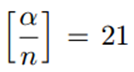 [α/n] = 21